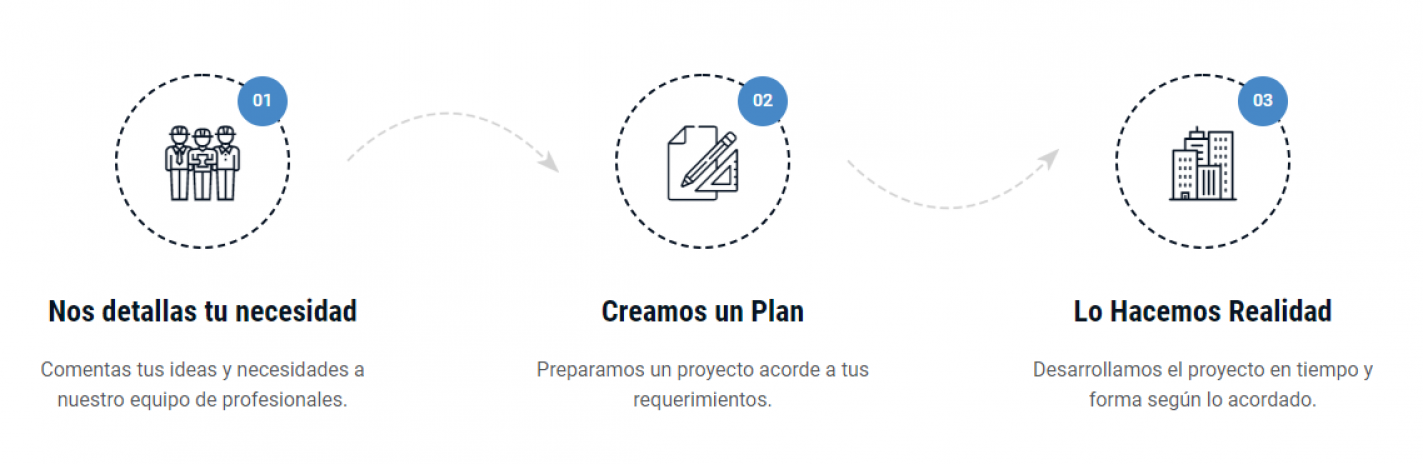 01
02
03
Nos detallas tu necesidad
Comentas tus ideas y necesidades a
nuestro equipo de profesionales.
Creamos un Plan
Preparamos un proyecto acorde a tus
requerimientos.
Lo Hacemos Realidad
Desarrollamos el proyecto en tiempo y
forma según lo acordado.